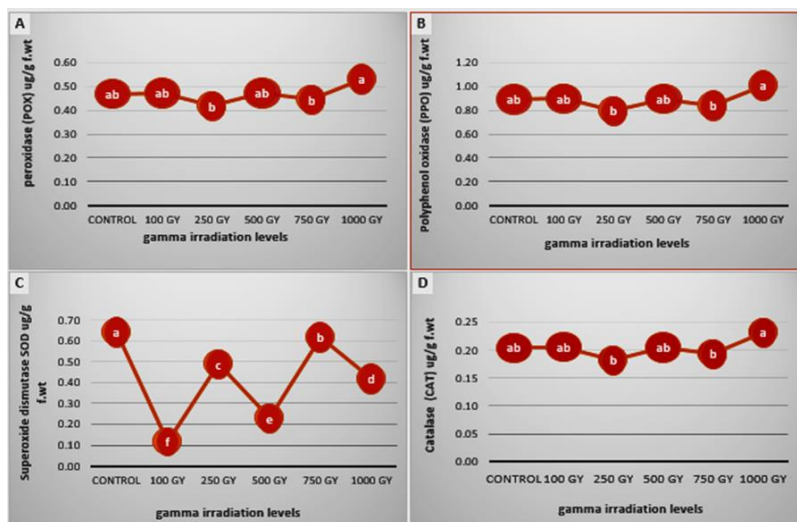 A
peroxidase (POX) ug/g f.wt
0.60
0.50
0.40
0.30
0.20
0.10
0.00
ab
ab
b
ab
b
a
CONTROL 100 GY 250 GY 500 GY 750 GY 1000 GY
gamma irradiation levels
B
Polyphenol oxidase (PPO) ug/g f.wt
1.20
1.00
0.80
0.60
0.40
0.20
0.00
ab
ab
b
ab
b
a
CONTROL 100 GY 250 GY 500 GY 750 GY 1000 GY
gamma irradiation levels
C
Superoxide dismutase SOD ug/g
f.wt
0.70
0.60
0.50
0.40
0.30
0.20
0.10
0.00
a
f
c
e
b
d
CONTROL 100 GY 250 GY 500 GY 750 GY 1000 GY
gamma irradiation levels
D
Catalase (CAT) ug/g f.wt
0.25
0.20
0.15
0.10
0.05
0.00
ab
ab
b
ab
b
a
CONTROL 100 GY 250 GY 500 GY 750 GY 1000 GY
gamma irradiation levels